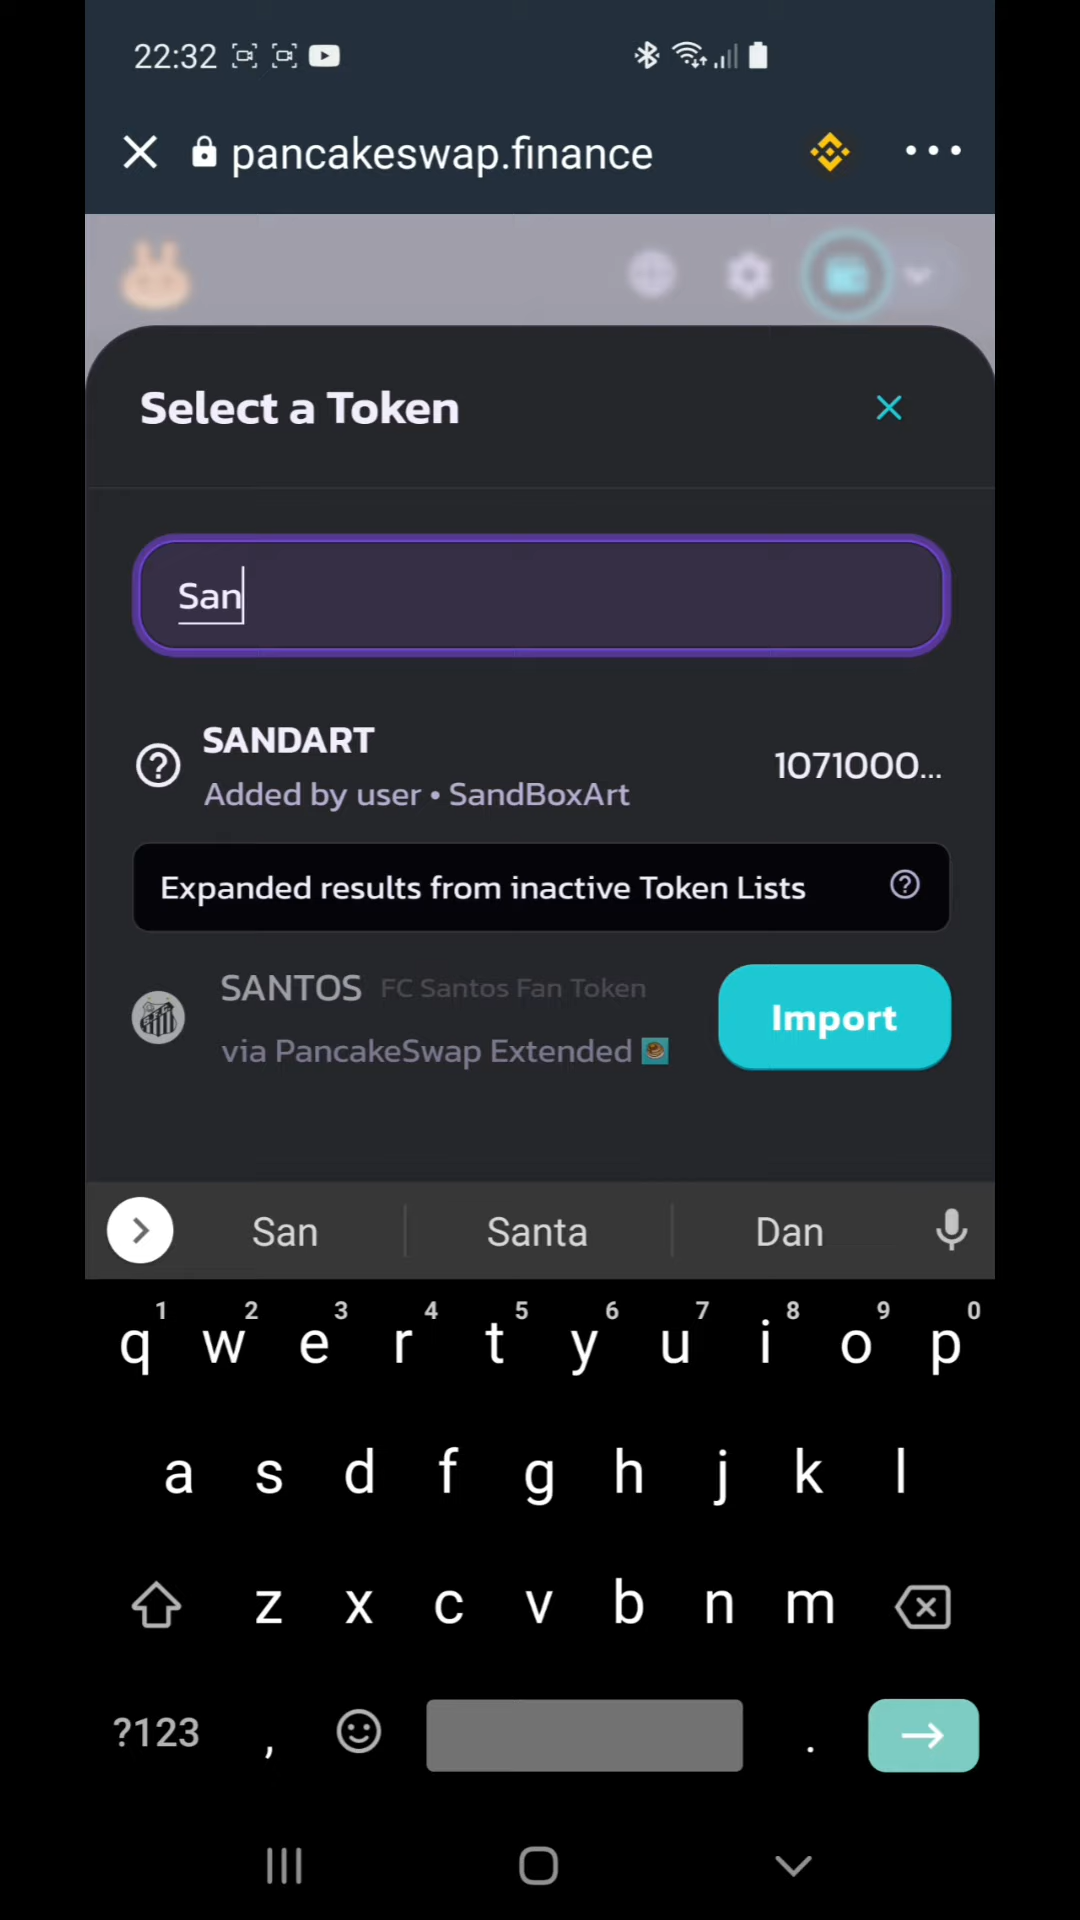 22:32
pancakeswap.finance
Select a Token
San
SANDART
Added by user • SandBoxArt
1071000...
Expanded results from inactive Token Lists
SANTOS FC Santos Fan Token
via PancakeSwap Extended
Import
San Santa Dan
1 2 3 4 5 6 7 8 9 0
q w e r t y u i o p
a s d f g h j k l
z x c v b n m
?123 , .